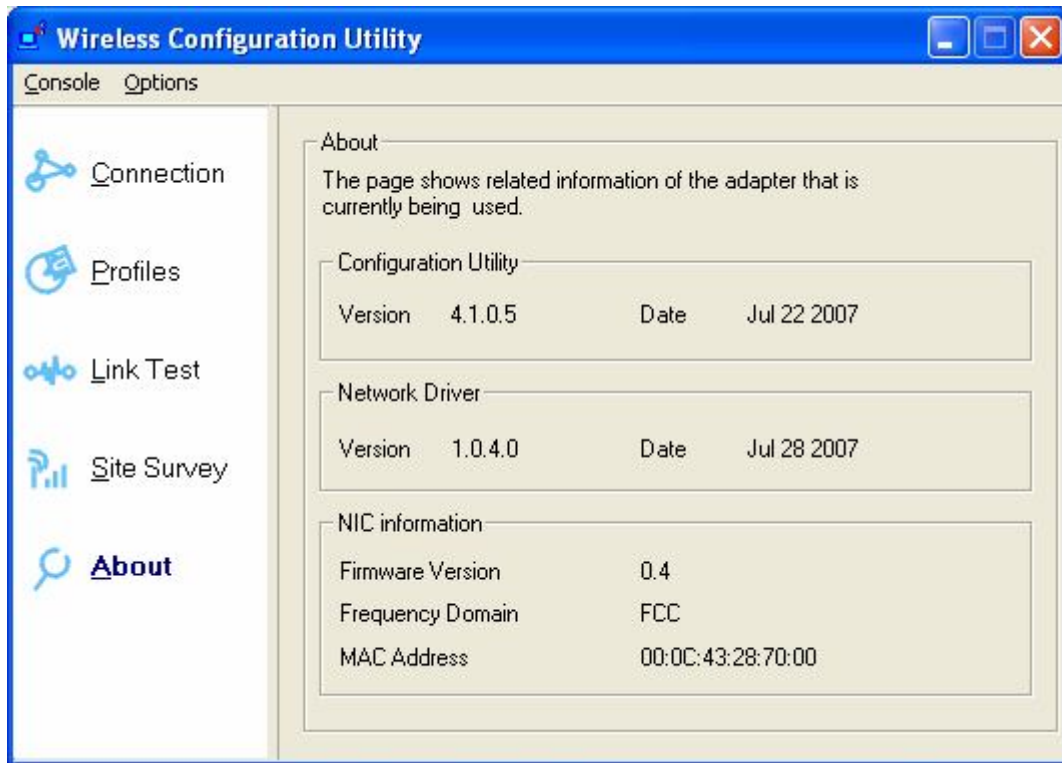 Wireless Configuration Utility
Console Options
Connection
Profiles
Link Test
Site Survey
About
About
The page shows related information of the adapter that is
currently being used.
Configuration Utility
Version 4.1.0.5 Date Jul 22 2007
Network Driver
Version 1.0.4.0 Date Jul 28 2007
NIC information
Firmware Version 0.4
Frequency Domain FCC
MAC Address 00:0C:43:28:70:00